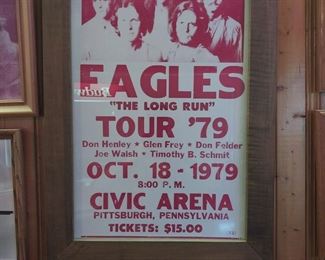 EAGLES
"THE LONG RUN"
TOUR '79
Don Henley ★ Glen Frey ★ Don Felder
Joe Walsh ★ Timothy B. Schmit
OCT. 18 - 1979
8:00 P.M.
CIVIC ARENA
PITTSBURGH, PENNSYLVANIA
TICKETS: $15.00